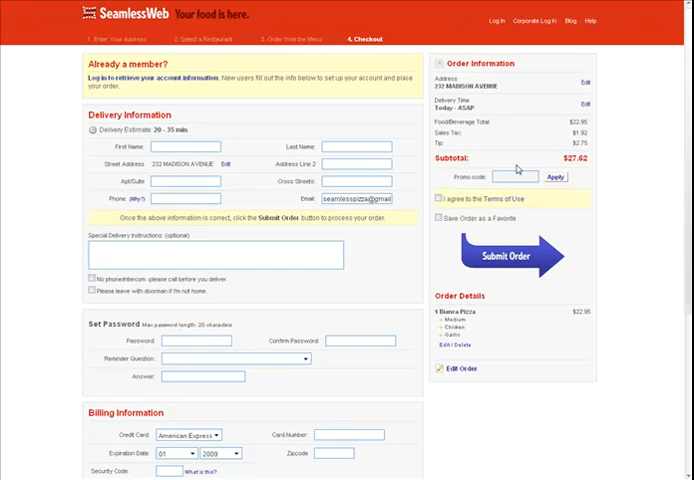 SeamlessWeb Your food is here.
Log In Corporate Log In Blog Help
1. Enter Your Address 2. Select a Restaurant 3. Order from the Menu 4. Checkout
Already a member?
Log in to retrieve your account information. New users fill out the info below to set up your account and place
your order.
Delivery Information
Delivery Estimate: 20 - 35 min
First Name: Last Name:
Street Address 232 MADISON AVENUE Edit Address Line 2
Apt/Suite Cross Streets:
Phone: (Why?) Email: seamlesspizza@gmail
Once the above information is correct, click the Submit Order button to process your order.
Special Delivery Instructions: (optional)
No phone/intercom -please call before you deliver.
Please leave with doorman if I'm not home.
Set Password Max password length: 20 characters
Password: Confirm Password:
Reminder Question:
Answer:
Billing Information
Credit Card: American Express Card Number:
Expiration Date: 01 2009 Zipcode
Security Code: What is this?
Order Information
Address:
232 MADISON AVENUE Edit
Delivery Time
Today - ASAP Edit
Food/Beverage Total: $22.95
Sales Tax: $1.92
Tip: $2.75
Subtotal: $27.62
Promo code: Apply
I agree to the Terms of Use
Save Order as a Favorite
Submit Order
Order Details
1 Bianca Pizza $22.95
Medium
Chicken
Garlic
Edit / Delete
Edit Order